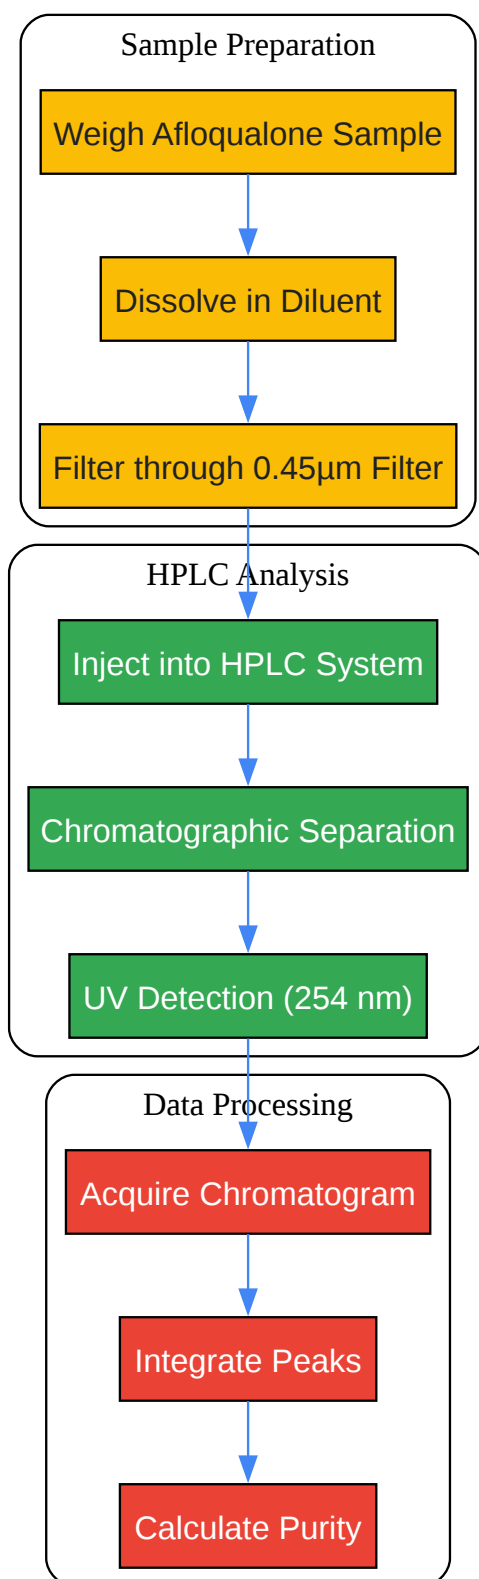 Sample Preparation
Weigh Afloqualone Sample
Dissolve in Diluent
Filter through 0.45µm Filter
HPLC Analysis
Inject into HPLC System
Chromatographic Separation
UV Detection (254 nm)
Data Processing
Acquire Chromatogram
Integrate Peaks
Calculate Purity